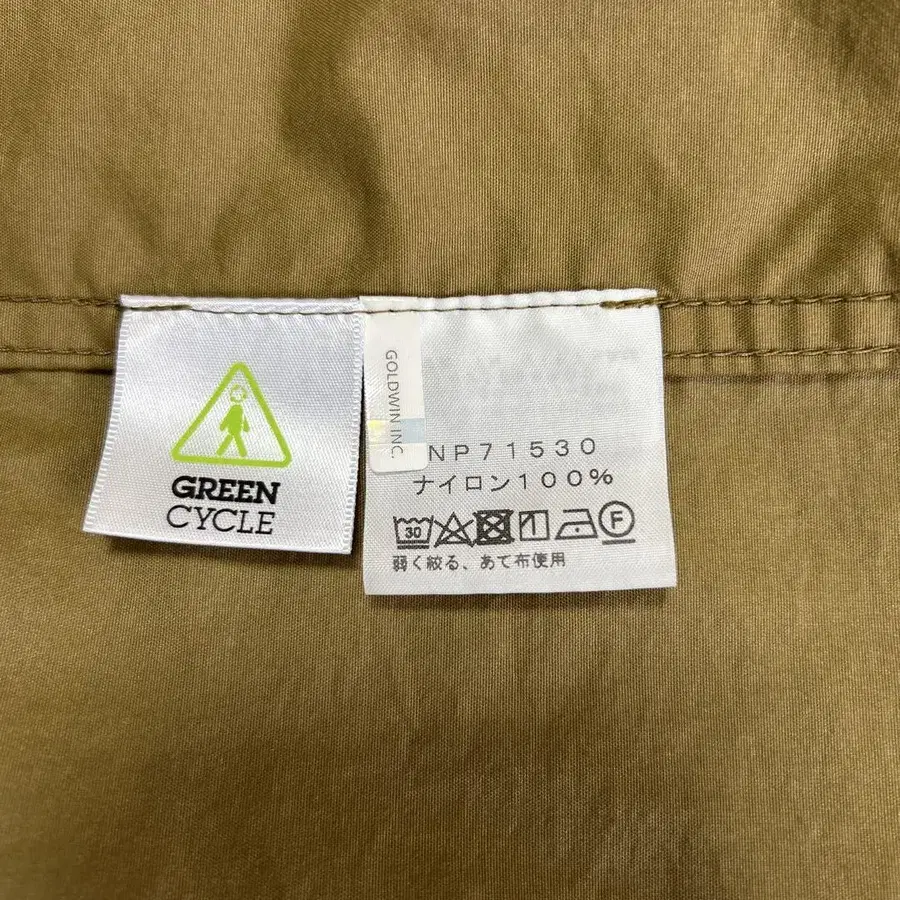 GREEN
CYCLE
GOLDWIN INC.
NP71530
ナイロン100%
30
F
弱く絞る、あて布使用